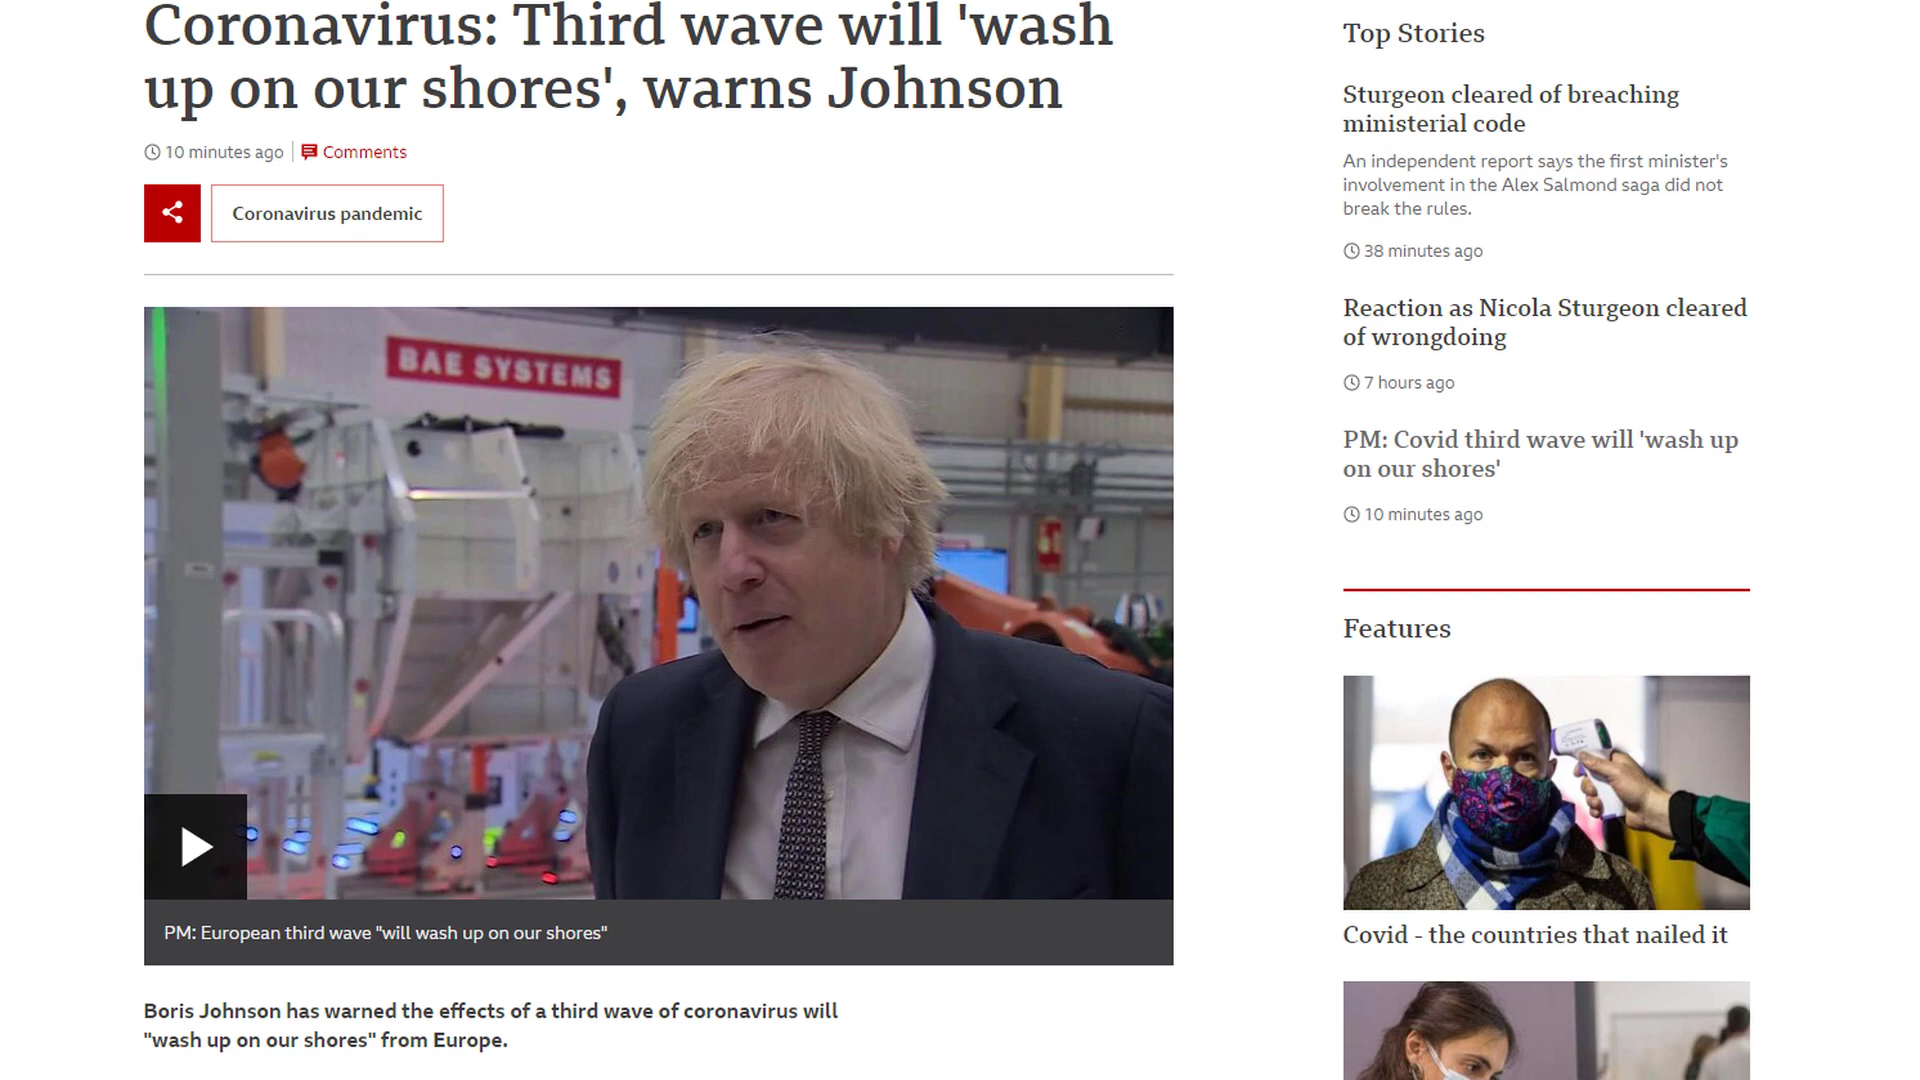 Coronavirus: Third wave will 'wash
up on our shores', warns Johnson
10 minutes ago
Comments
Coronavirus pandemic
BAE SYSTEMS
PM: European third wave "will wash up on our shores"
Boris Johnson has warned the effects of a third wave of coronavirus will
"wash up on our shores" from Europe.
Top Stories
Sturgeon cleared of breaching
ministerial code
An independent report says the first minister's
involvement in the Alex Salmond saga did not
break the rules.
38 minutes ago
Reaction as Nicola Sturgeon cleared
of wrongdoing
7 hours ago
PM: Covid third wave will 'wash up
on our shores'
10 minutes ago
Features
Covid - the countries that nailed it